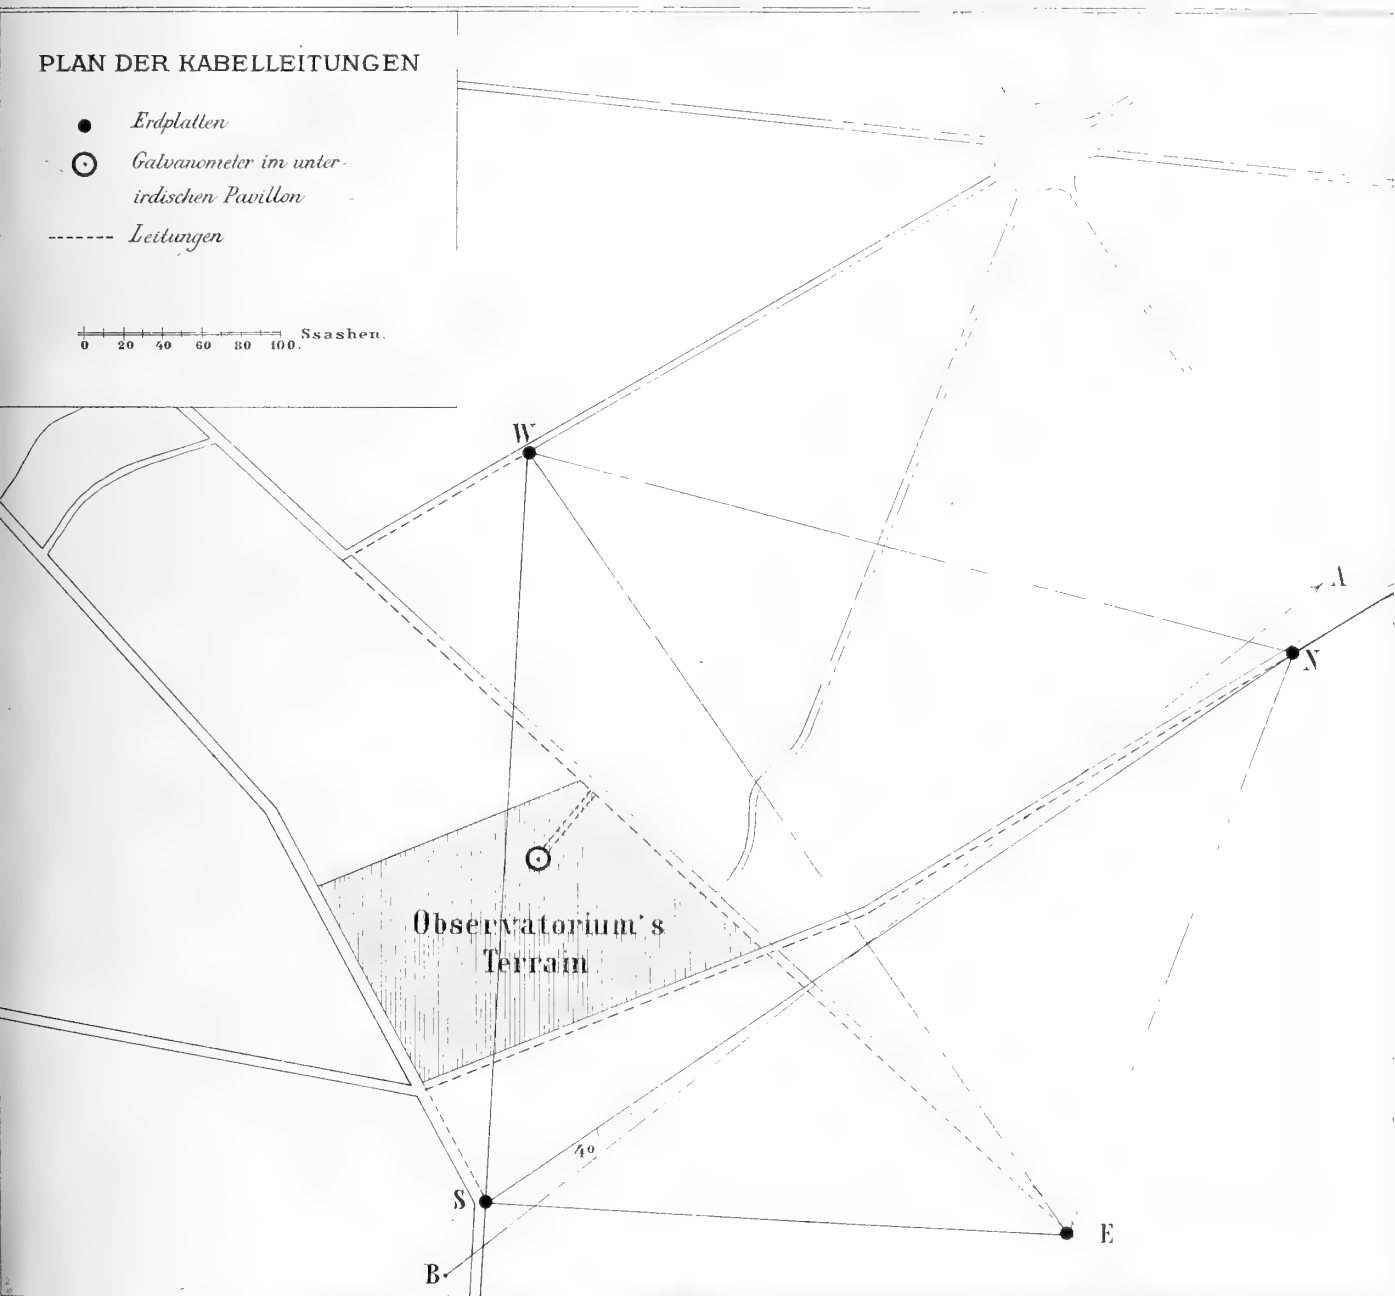 PLAN DER KABELLEITUNGEN
Erdplatten
Galvanometer im unter-
irdischen Pavillon
Leitungen
0 20 40 60 80 100. Ssashen.
W
A
N
Observatorium's
Terrain
4°
S
E
B